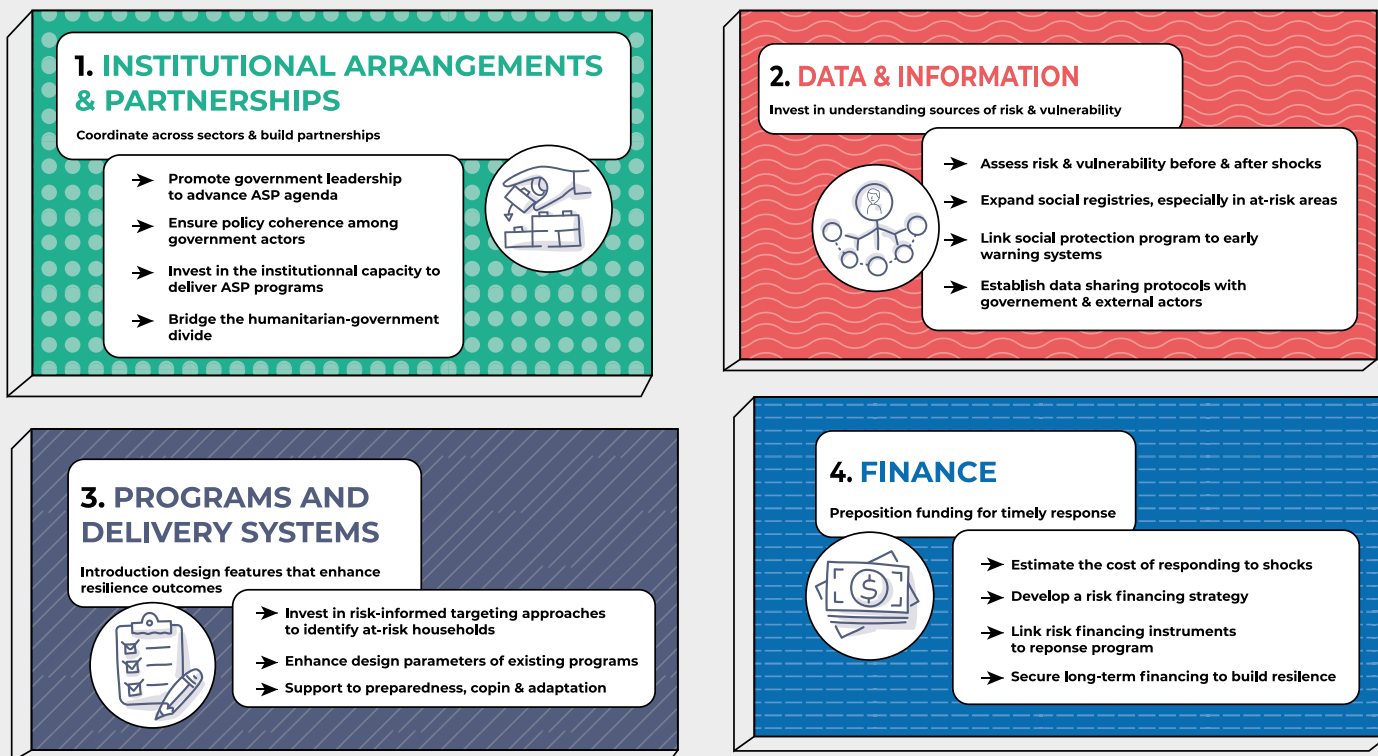 1. INSTITUTIONAL ARRANGEMENTS
& PARTNERSHIPS
Coordinate across sectors & build partnerships
Promote government leadership
to advance ASP agenda
Ensure policy coherence among
government actors
Invest in the institutionnal capacity to
deliver ASP programs
Bridge the humanitarian-government
divide
2. DATA & INFORMATION
Invest in understanding sources of risk & vulnerability
Assess risk & vulnerability before & after shocks
Expand social registries, especially in at-risk areas
Link social protection program to early
warning systems
Establish data sharing protocols with
governement & external actors
3. PROGRAMS AND
DELIVERY SYSTEMS
Introduction design features that enhance
resilience outcomes
Invest in risk-informed targeting approaches
to identify at-risk households
Enhance design parameters of existing programs
Support to preparedness, copin & adaptation
4. FINANCE
Preposition funding for timely response
$
Estimate the cost of responding to shocks
Develop a risk financing strategy
Link risk financing instruments
to reponse program
Secure long-term financing to build resilence